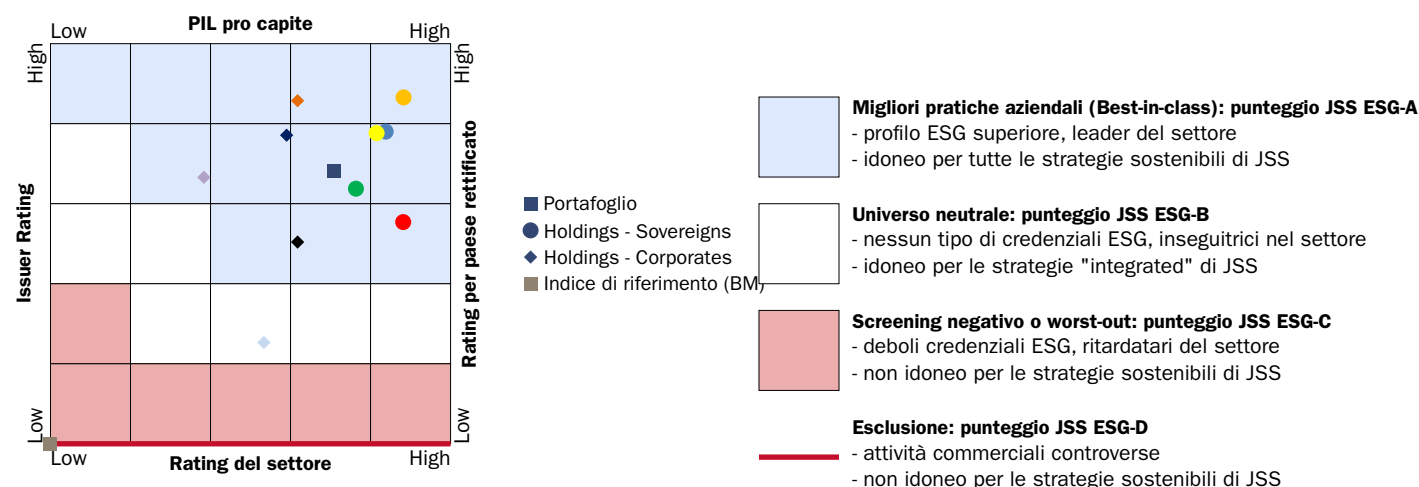 PIL pro capite
Low
High
High
High
Issuer Rating
Rating per paese rettificato
Low
Low
Low
High
Rating del settore
Portafoglio
Holdings - Sovereigns
Holdings - Corporates
Indice di riferimento (BM)
Migliori pratiche aziendali (Best-in-class): punteggio JSS ESG-A
- profilo ESG superiore, leader del settore
- idoneo per tutte le strategie sostenibili di JSS
Universo neutrale: punteggio JSS ESG-B
- nessun tipo di credenziali ESG, inseguitrici nel settore
- idoneo per le strategie "integrated" di JSS
Screening negativo o worst-out: punteggio JSS ESG-C
- deboli credenziali ESG, ritardatari del settore
- non idoneo per le strategie sostenibili di JSS
Esclusione: punteggio JSS ESG-D
- attività commerciali controverse
- non idoneo per le strategie sostenibili di JSS